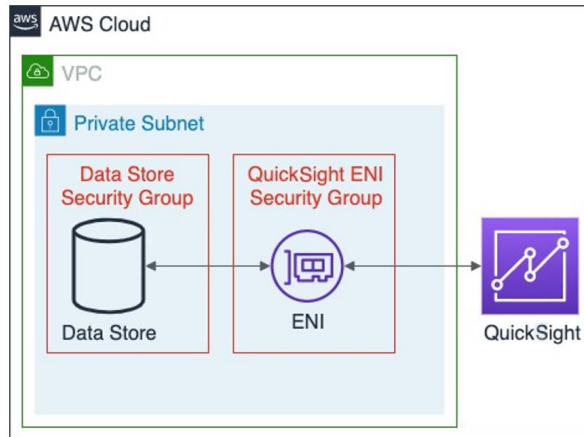 aws
AWS Cloud
VPC
Private Subnet
Data Store
Security Group
QuickSight ENI
Security Group
Data Store
ENI
QuickSight